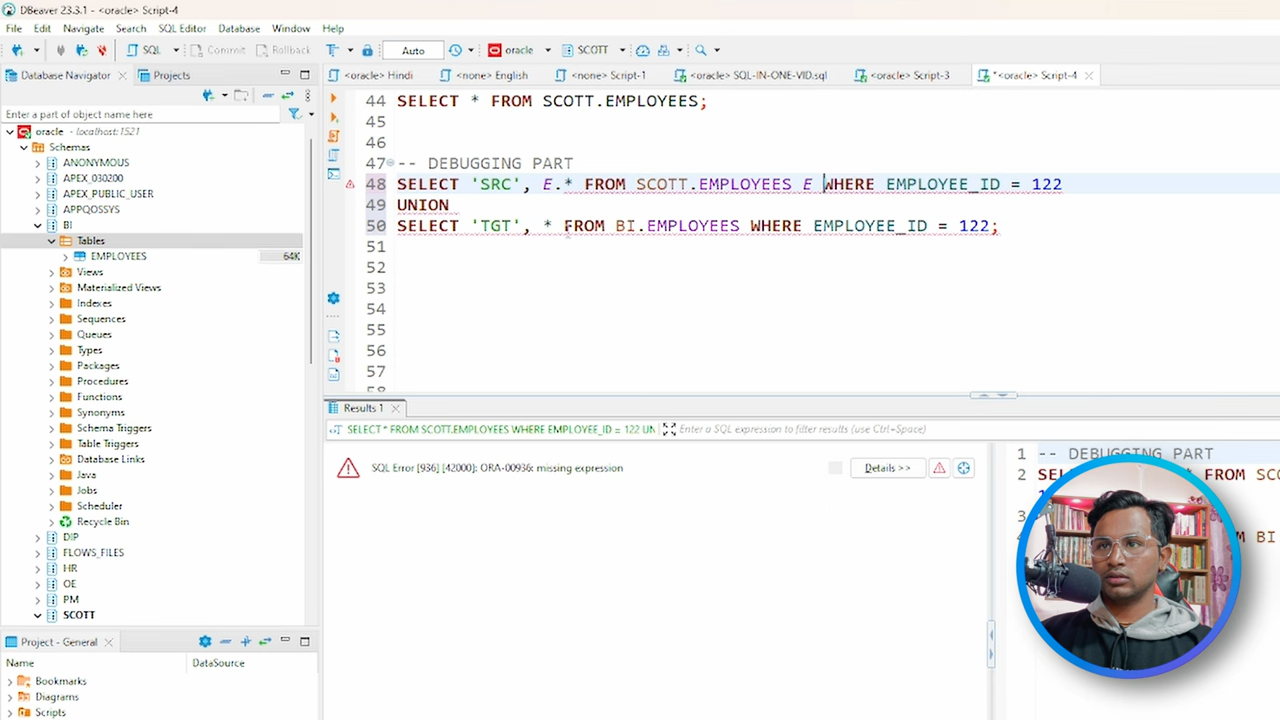 DBeaver 23.3.1 - <oracle> Script-4
File Edit Navigate Search SQL Editor Database Window Help
SQL Commit Rollback Auto oracle SCOTT
Database Navigator Projects
<oracle> Hindi <none> English <none> Script-1 <oracle> SQL-IN-ONE-VID.sql <oracle> Script-3 *<oracle> Script-4
Enter a part of object name here
oracle - localhost:1521
Schemas
ANONYMOUS
APEX_030200
APEX_PUBLIC_USER
APPQOSSYS
BI
Tables
EMPLOYEES 64K
Views
Materialized Views
Indexes
Sequences
Queues
Types
Packages
Procedures
Functions
Synonyms
Schema Triggers
Table Triggers
Database Links
Java
Jobs
Scheduler
Recycle Bin
DIP
FLOWS_FILES
HR
OE
PM
SCOTT
Project - General
Name DataSource
Bookmarks
Diagrams
Scripts
44 SELECT * FROM SCOTT.EMPLOYEES;
45
46
47 -- DEBUGGING PART
48 SELECT 'SRC', E.* FROM SCOTT.EMPLOYEES E WHERE EMPLOYEE_ID = 122
49 UNION
50 SELECT 'TGT', * FROM BI.EMPLOYEES WHERE EMPLOYEE_ID = 122;
51
52
53
54
55
56
57
58
Results 1
SELECT * FROM SCOTT.EMPLOYEES WHERE EMPLOYEE_ID = 122 UN Enter a SQL expression to filter results (use Ctrl+Space)
SQL Error [936] [42000]: ORA-00936: missing expression Details >>
1 -- DEBUGGING PART
2 * FROM SCO
3
BI